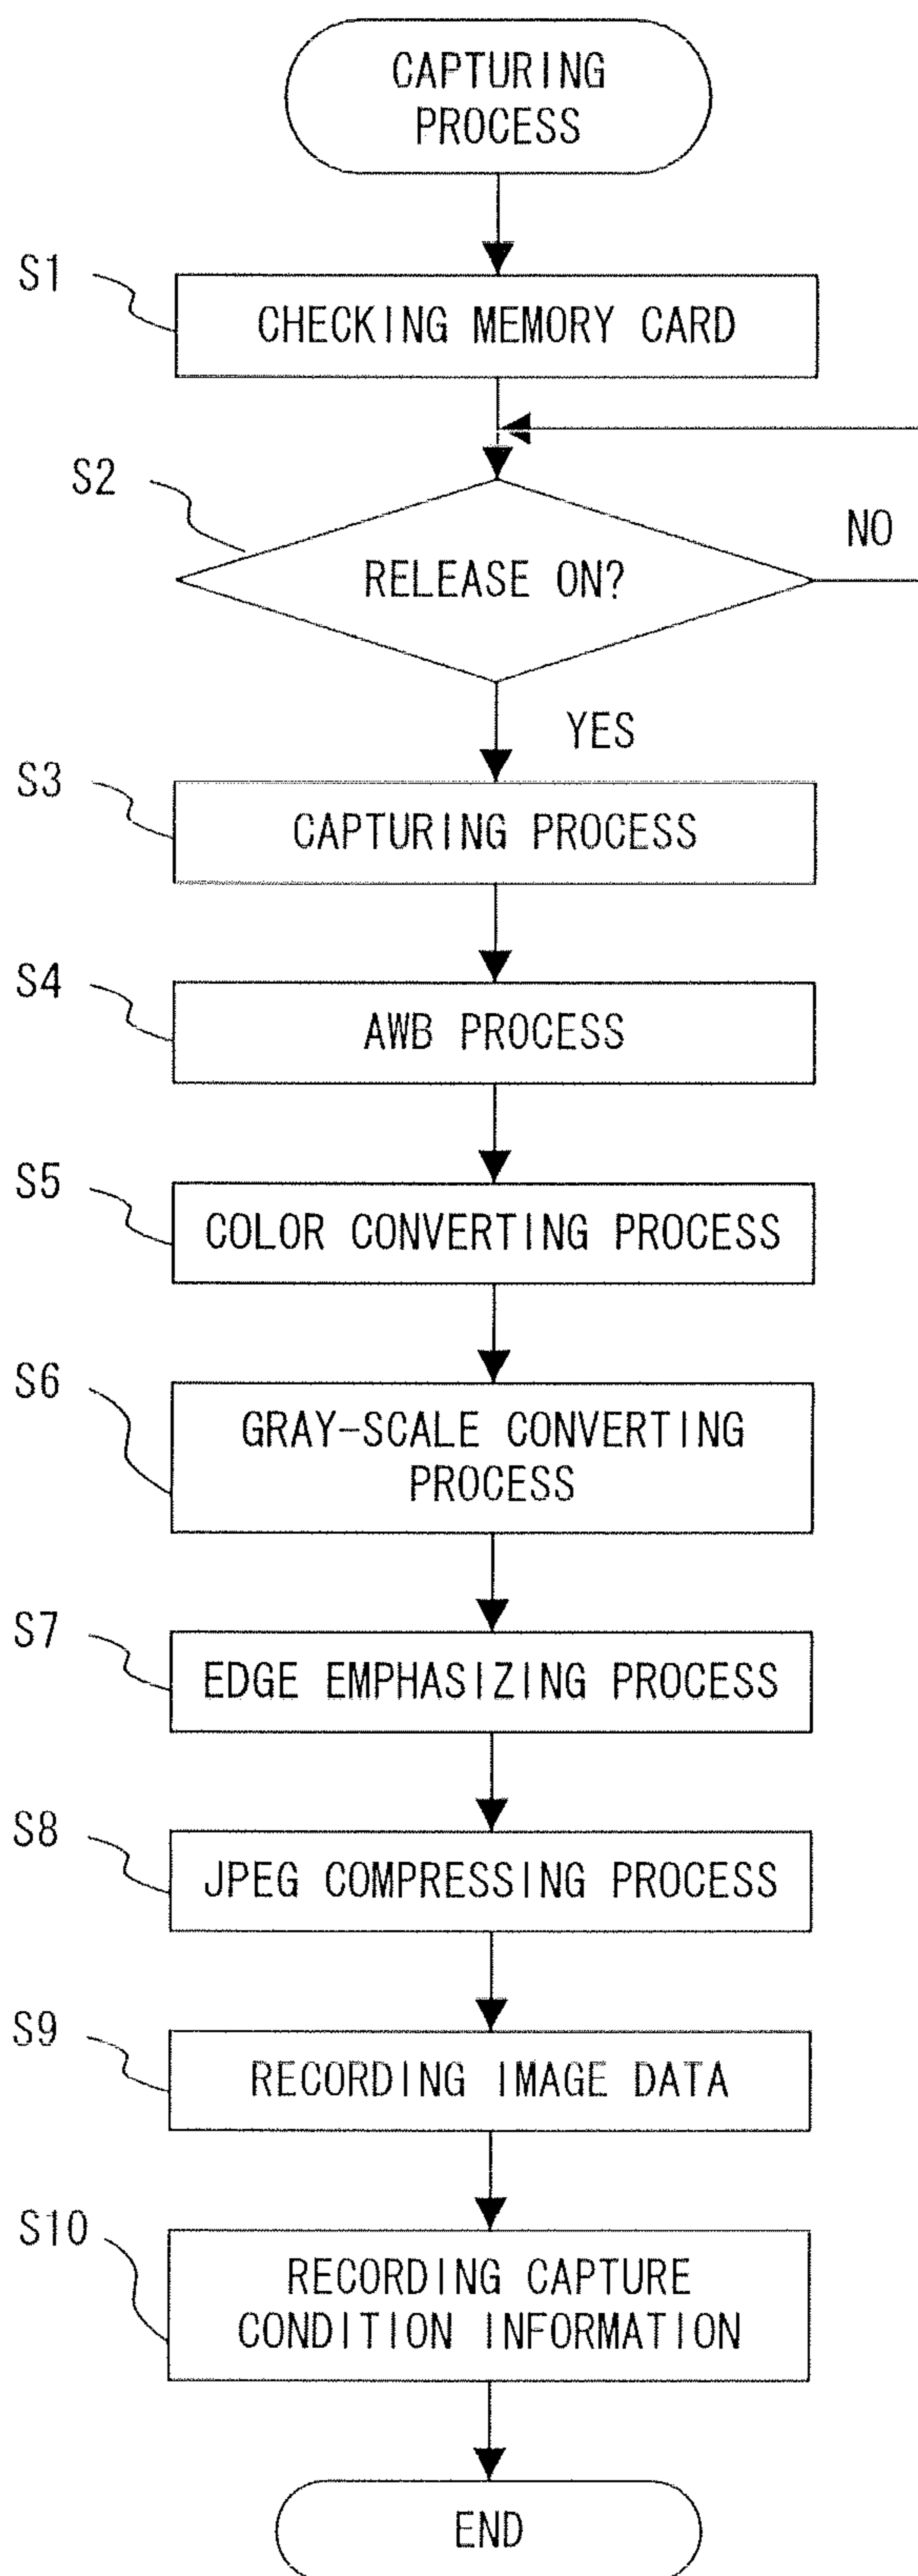 CAPTURING
PROCESS
S1
CHECKING MEMORY CARD
S2
RELEASE ON?
NO
YES
S3
CAPTURING PROCESS
S4
AWB PROCESS
S5
COLOR CONVERTING PROCESS
S6
GRAY-SCALE CONVERTING
PROCESS
S7
EDGE EMPHASIZING PROCESS
S8
JPEG COMPRESSING PROCESS
S9
RECORDING IMAGE DATA
S10
RECORDING CAPTURE
CONDITION INFORMATION
END